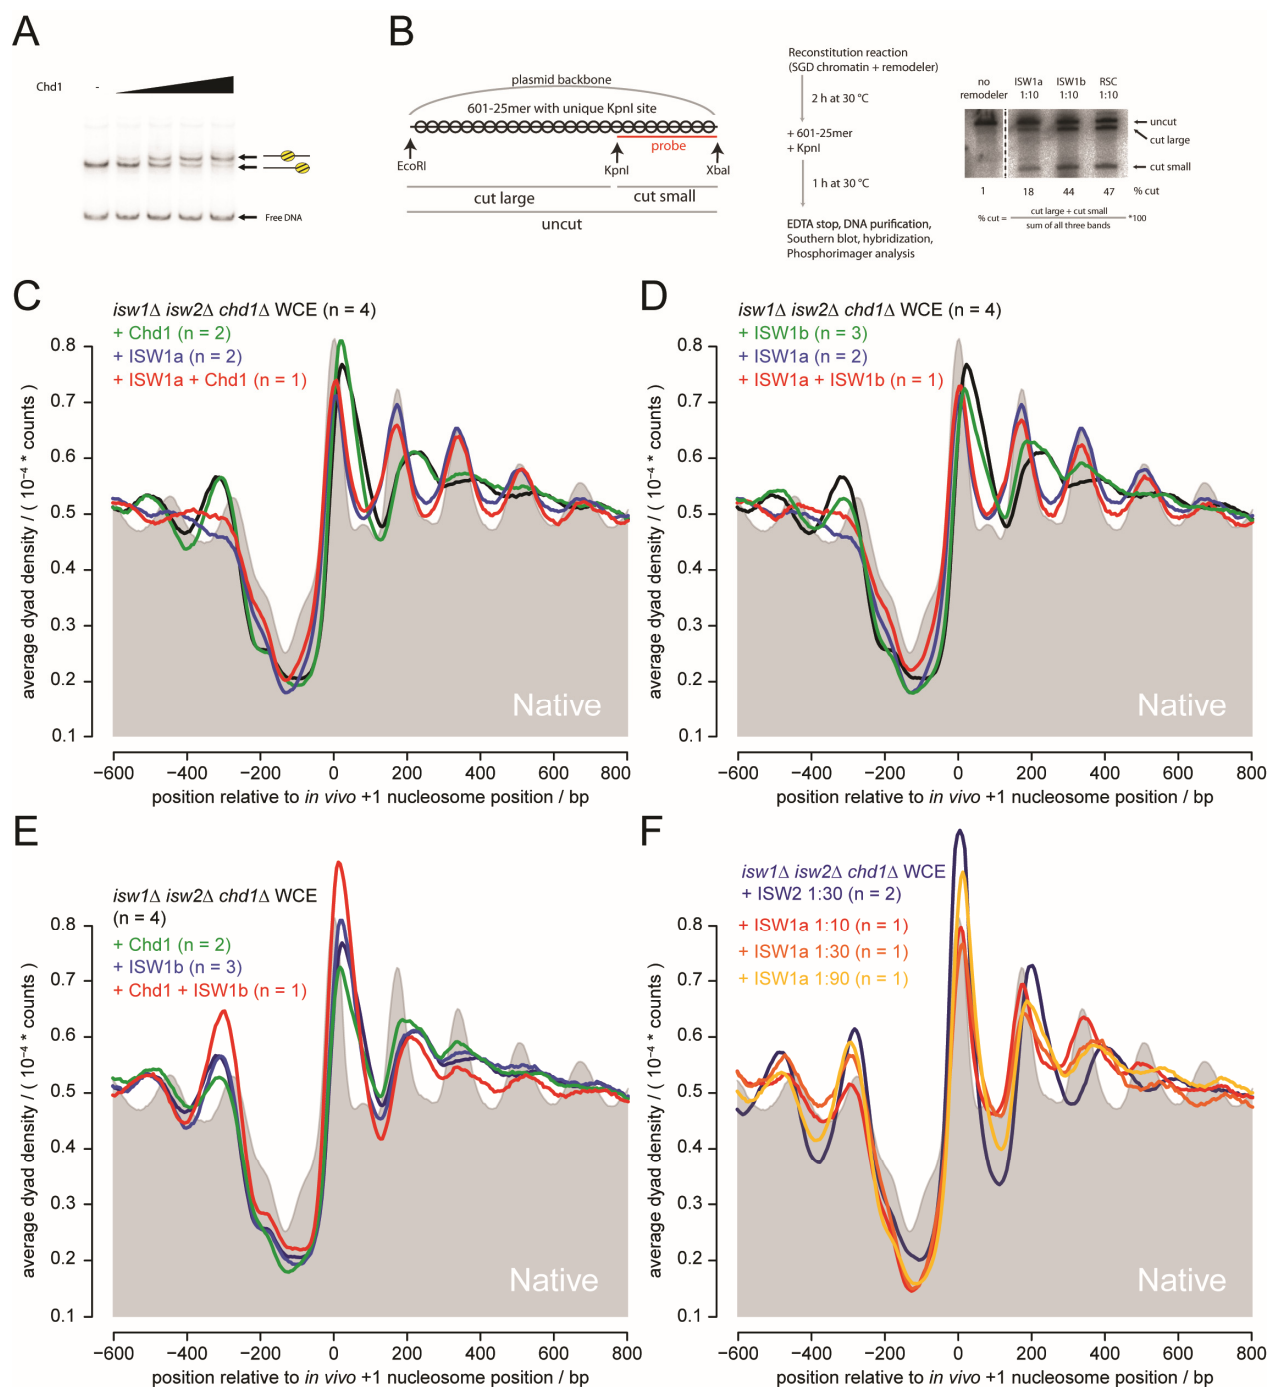 A
Chd1
-
Free DNA
B
plasmid backbone
601-25mer with unique KpnI site
probe
EcoRI
KpnI
XbaI
cut large
cut small
uncut
Reconstitution reaction
(SGD chromatin + remodeler)
2 h at 30 °C
+ 601-25mer
+ KpnI
1 h at 30 °C
EDTA stop, DNA purification,
Southern blot, hybridization,
Phosphorimager analysis
no remodeler
ISW1a 1:10
ISW1b 1:10
RSC 1:10
uncut
cut large
cut small
1 18 44 47 % cut
% cut = cut large + cut small / sum of all three bands *100
C
isw1Δ isw2Δ chd1Δ WCE (n = 4)
+ Chd1 (n = 2)
+ ISW1a (n = 2)
+ ISW1a + Chd1 (n = 1)
average dyad density / ( 10⁻⁴ * counts )
0.8
0.7
0.6
0.5
0.4
0.3
0.2
0.1
Native
−600 −400 −200 0 200 400 600 800
position relative to in vivo +1 nucleosome position / bp
D
isw1Δ isw2Δ chd1Δ WCE (n = 4)
+ ISW1b (n = 3)
+ ISW1a (n = 2)
+ ISW1a + ISW1b (n = 1)
average dyad density / ( 10⁻⁴ * counts )
0.8
0.7
0.6
0.5
0.4
0.3
0.2
0.1
Native
−600 −400 −200 0 200 400 600 800
position relative to in vivo +1 nucleosome position / bp
E
isw1Δ isw2Δ chd1Δ WCE
(n = 4)
+ Chd1 (n = 2)
+ ISW1b (n = 3)
+ Chd1 + ISW1b (n = 1)
average dyad density / ( 10⁻⁴ * counts )
0.8
0.7
0.6
0.5
0.4
0.3
0.2
0.1
Native
−600 −400 −200 0 200 400 600 800
position relative to in vivo +1 nucleosome position / bp
F
isw1Δ isw2Δ chd1Δ WCE
+ ISW2 1:30 (n = 2)
+ ISW1a 1:10 (n = 1)
+ ISW1a 1:30 (n = 1)
+ ISW1a 1:90 (n = 1)
average dyad density / ( 10⁻⁴ * counts )
0.8
0.7
0.6
0.5
0.4
0.3
0.2
0.1
Native
−600 −400 −200 0 200 400 600 800
position relative to in vivo +1 nucleosome position / bp